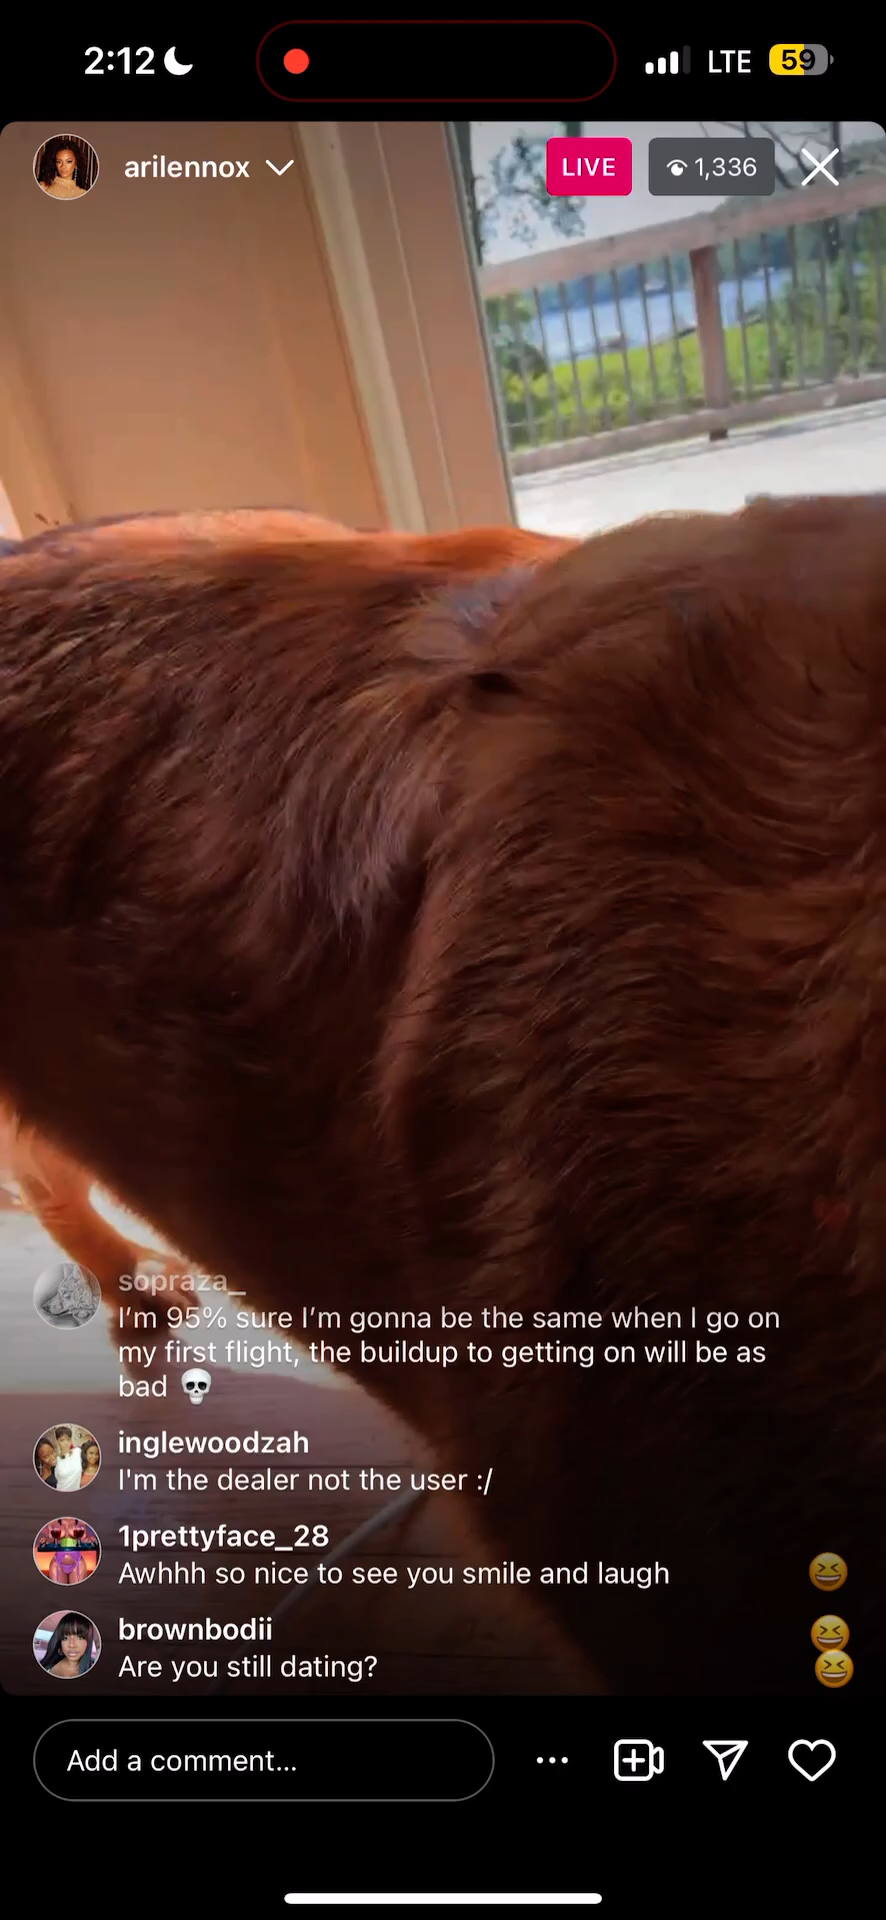 2:12
LTE
59
arilennox
LIVE
1,336
sopraza_
I’m 95% sure I’m gonna be the same when I go on
my first flight, the buildup to getting on will be as
bad 💀
inglewoodzah
I'm the dealer not the user :/
1prettyface_28
Awhhh so nice to see you smile and laugh
brownbodii
Are you still dating?
Add a comment...